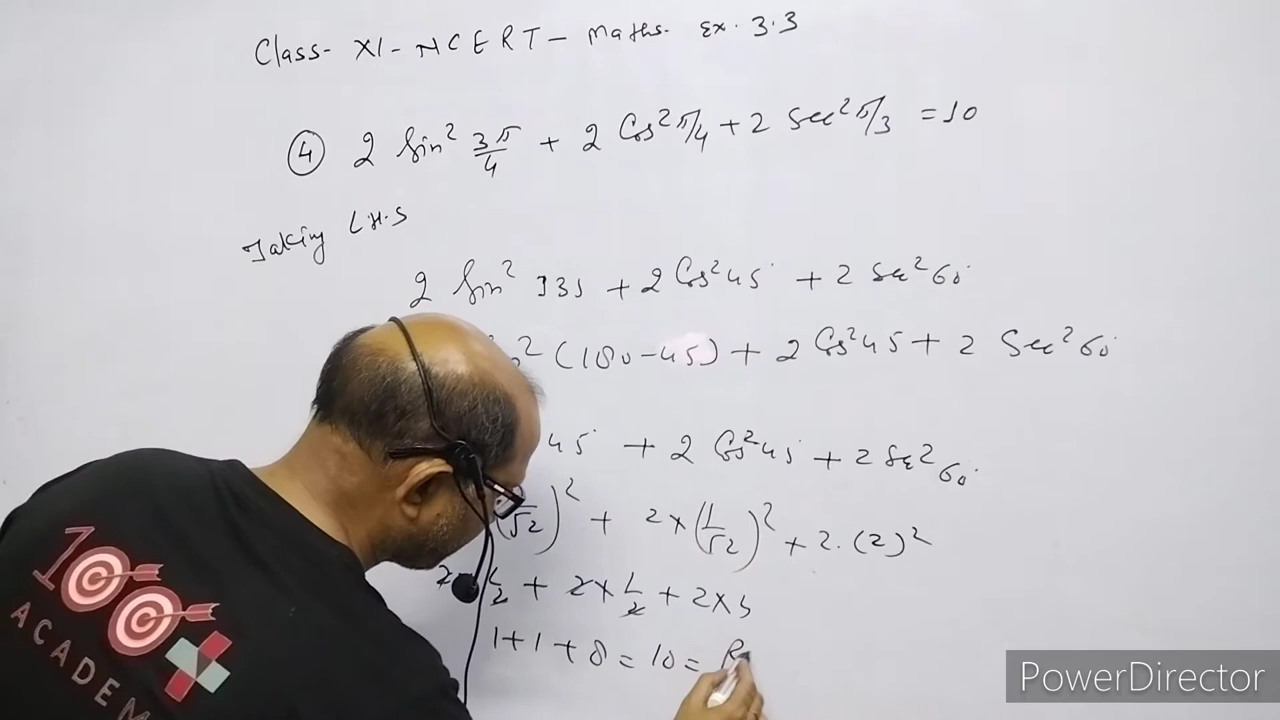 Class- XI - NCERT - Maths. Ex. 3.3
④ 2 Sin² 3π/4 + 2 Cos² π/4 + 2 Sec² π/3 = 10
Taking L.H.S
2 Sin² 135 + 2 Cos² 45° + 2 Sec² 60°
² (180 - 45) + 2 Cos² 45 + 2 Sec² 60°
45° + 2 Cos² 45° + 2 Sec² 60°
/√2)² + 2 × (1/√2)² + 2 · (2)²
1/2 + 2 × 1/2 + 2 ×
1 + 1 + 8 = 10 = R
100
ACADEM
PowerDirector